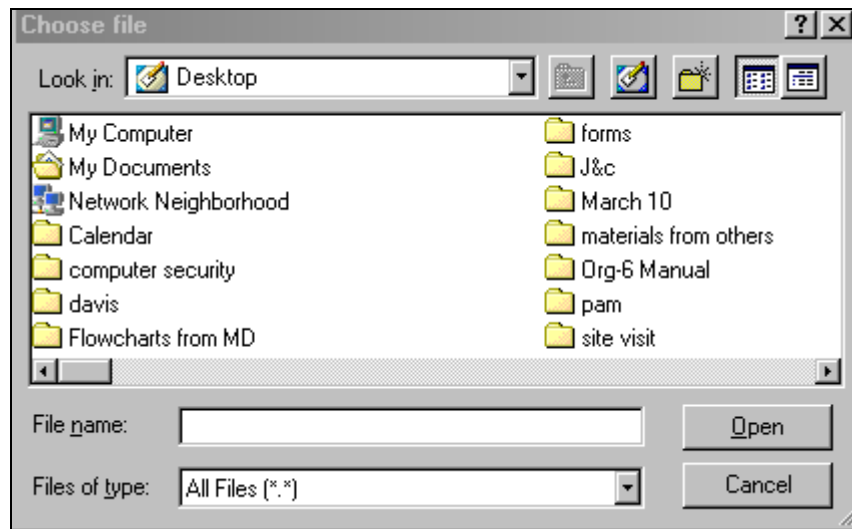 Choose file
Look in: Desktop
My Computer
My Documents
Network Neighborhood
Calendar
computer security
davis
Flowcharts from MD
forms
J&c
March 10
materials from others
Org-6 Manual
pam
site visit
File name:
Open
Files of type: All Files (*.*)
Cancel